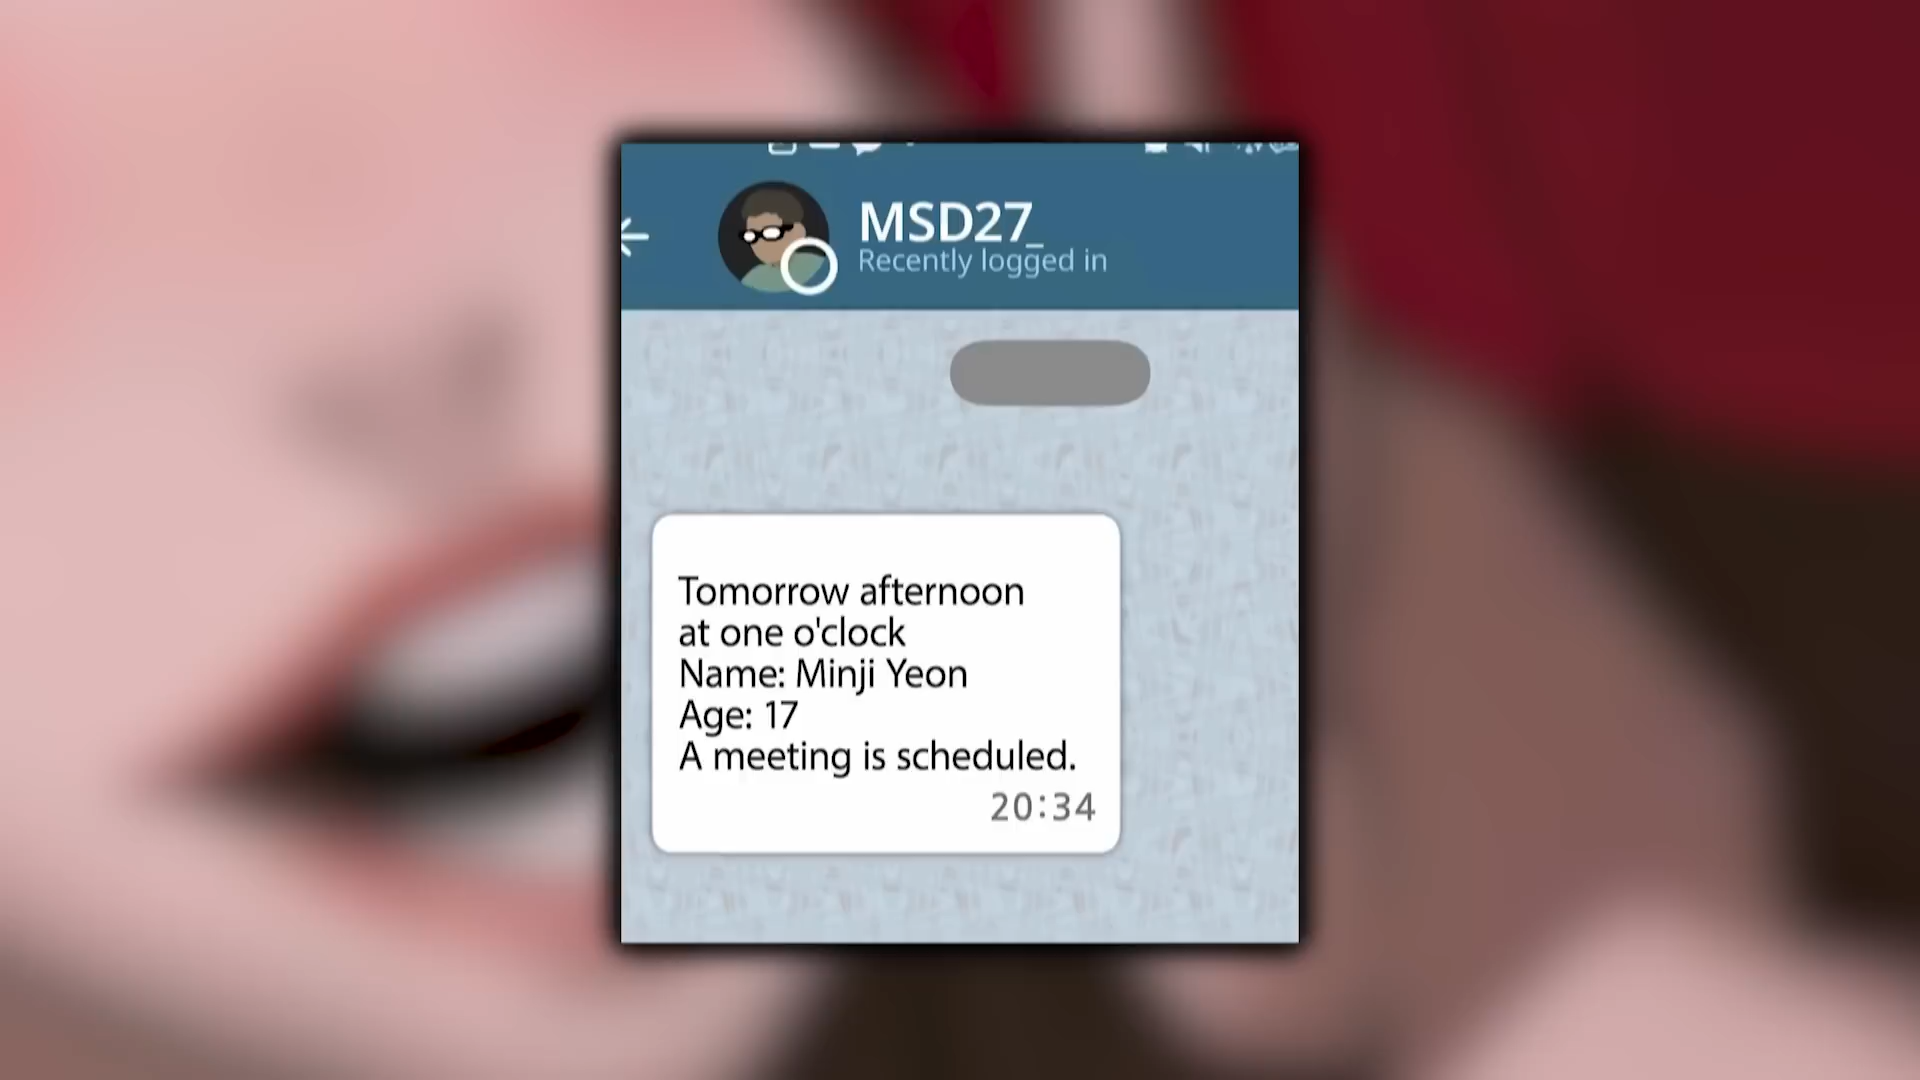 MSD27_
Recently logged in
Tomorrow afternoon
at one o'clock
Name: Minji Yeon
Age: 17
A meeting is scheduled.
20:34